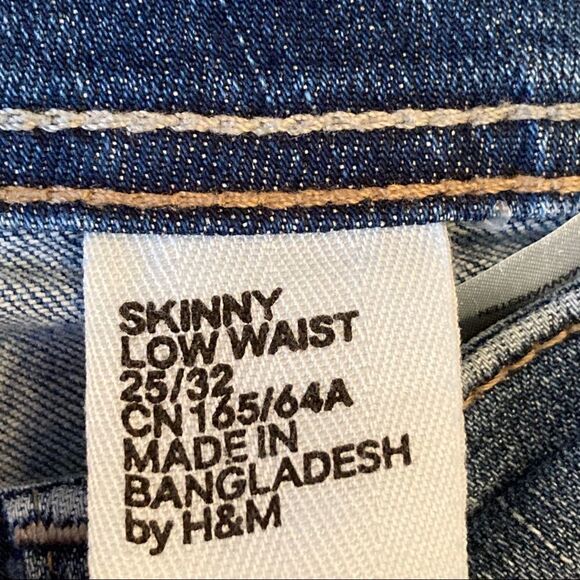 SKINNY
LOW WAIST
25/32
CN 165/64A
MADE IN
BANGLADESH
by H&M